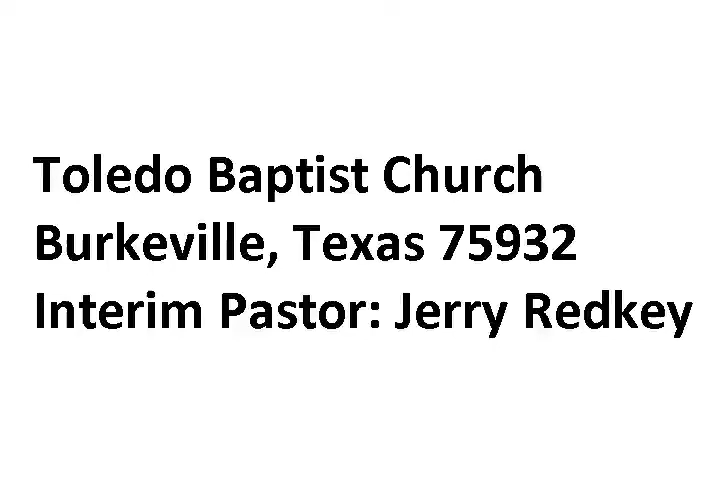 Toledo Baptist Church
Burkeville, Texas 75932
Interim Pastor: Jerry Redkey